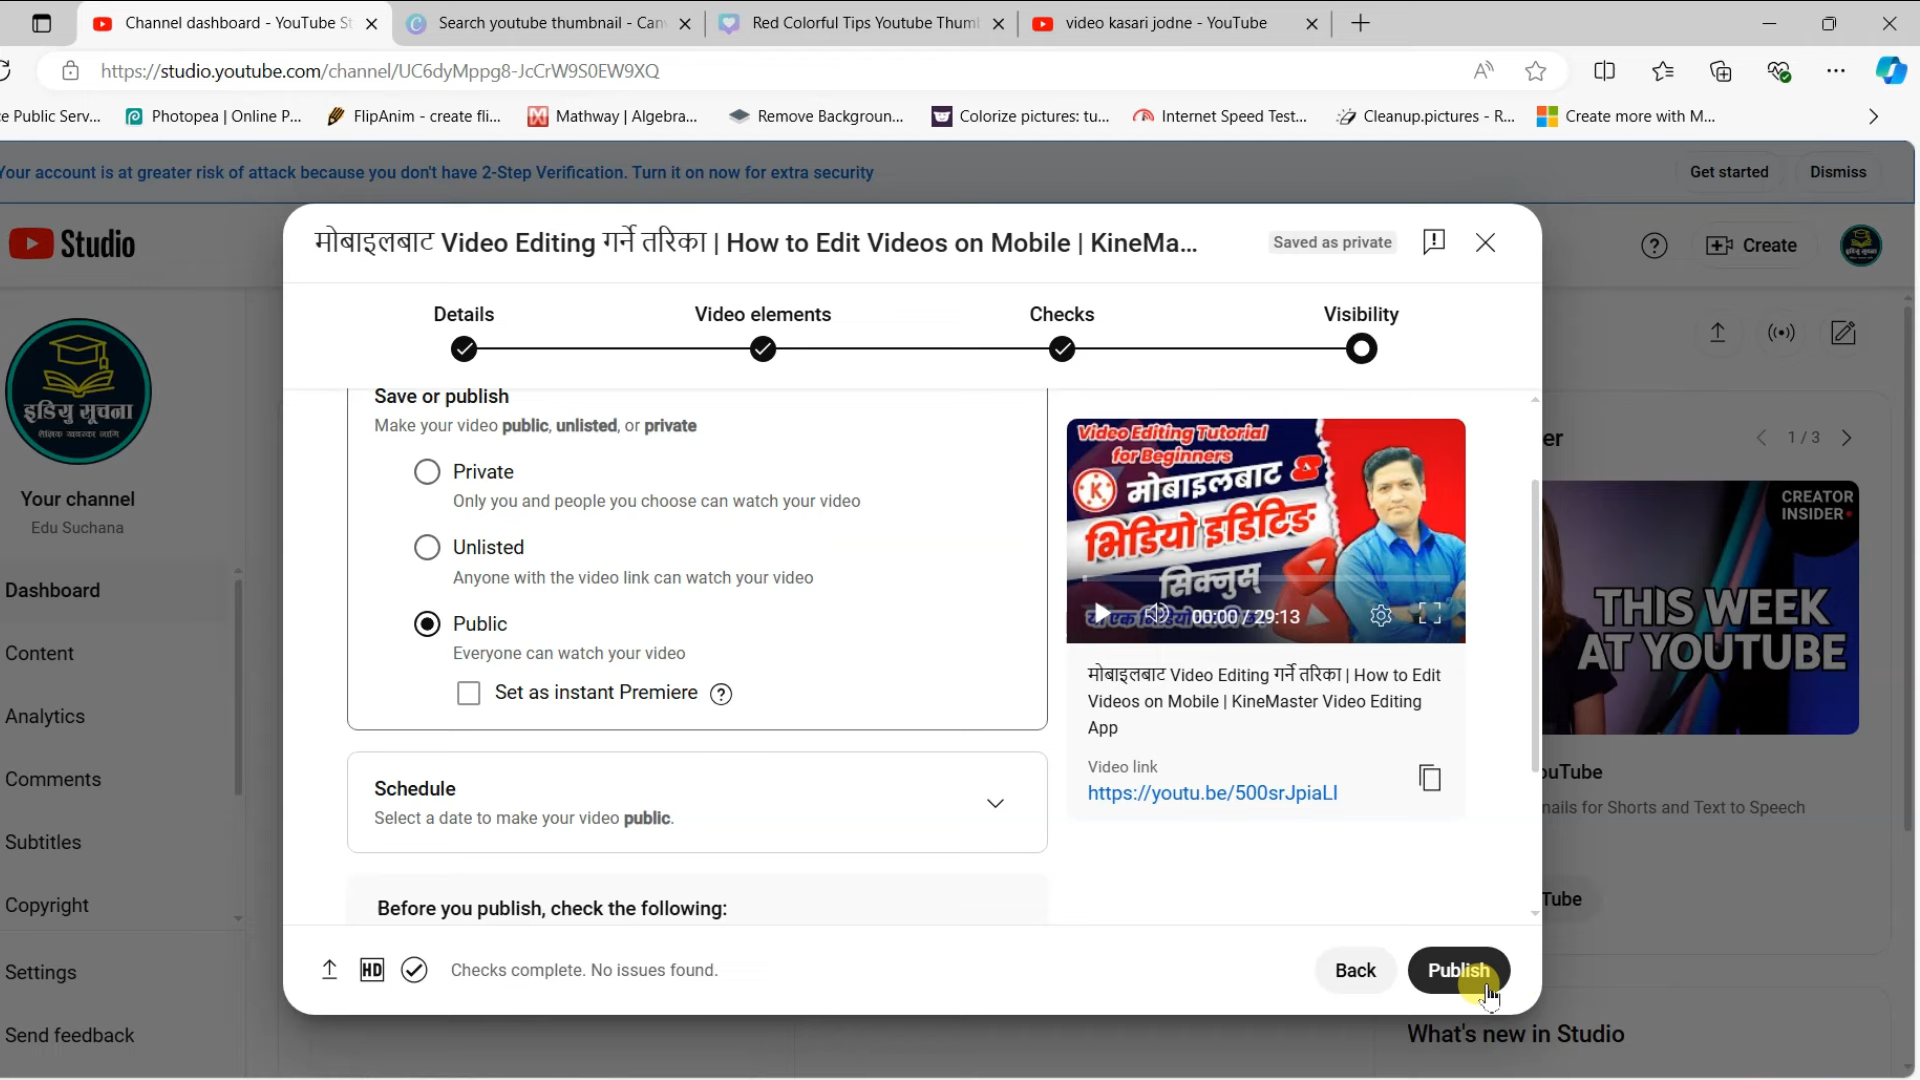 Channel dashboard - YouTube St
Search youtube thumbnail - Can
Red Colorful Tips Youtube Thum
video kasari jodne - YouTube
https://studio.youtube.com/channel/UC6dyMppg8-JcCrW9S0EW9XQ
e Public Serv...
Photopea | Online P...
FlipAnim - create fli...
Mathway | Algebra...
Remove Backgroun...
Colorize pictures: tu...
Internet Speed Test...
Cleanup.pictures - R...
Create more with M...
Your account is at greater risk of attack because you don't have 2-Step Verification. Turn it on now for extra security
Get started
Dismiss
Studio
Create
मोबाइलबाट Video Editing गर्ने तरिका | How to Edit Videos on Mobile | KineMa...
Saved as private
Details
Video elements
Checks
Visibility
इडियु सूचना
Your channel
Edu Suchana
Dashboard
Content
Analytics
Comments
Subtitles
Copyright
Settings
Send feedback
Save or publish
Make your video public, unlisted, or private
Private
Only you and people you choose can watch your video
Unlisted
Anyone with the video link can watch your video
Public
Everyone can watch your video
Set as instant Premiere
Schedule
Select a date to make your video public.
Before you publish, check the following:
Video Editing Tutorial
for Beginners
K मोबाइलबाट
भिडियो इडिटिङ
सिक्नुस्
00:00 / 29:13
मोबाइलबाट Video Editing गर्ने तरिका | How to Edit
Videos on Mobile | KineMaster Video Editing
App
Video link
https://youtu.be/500srJpiaLI
er
1 / 3
CREATOR
INSIDER
THIS WEEK
AT YOUTUBE
ouTube
nails for Shorts and Text to Speech
Tube
HD
Checks complete. No issues found.
Back
Publish
What's new in Studio